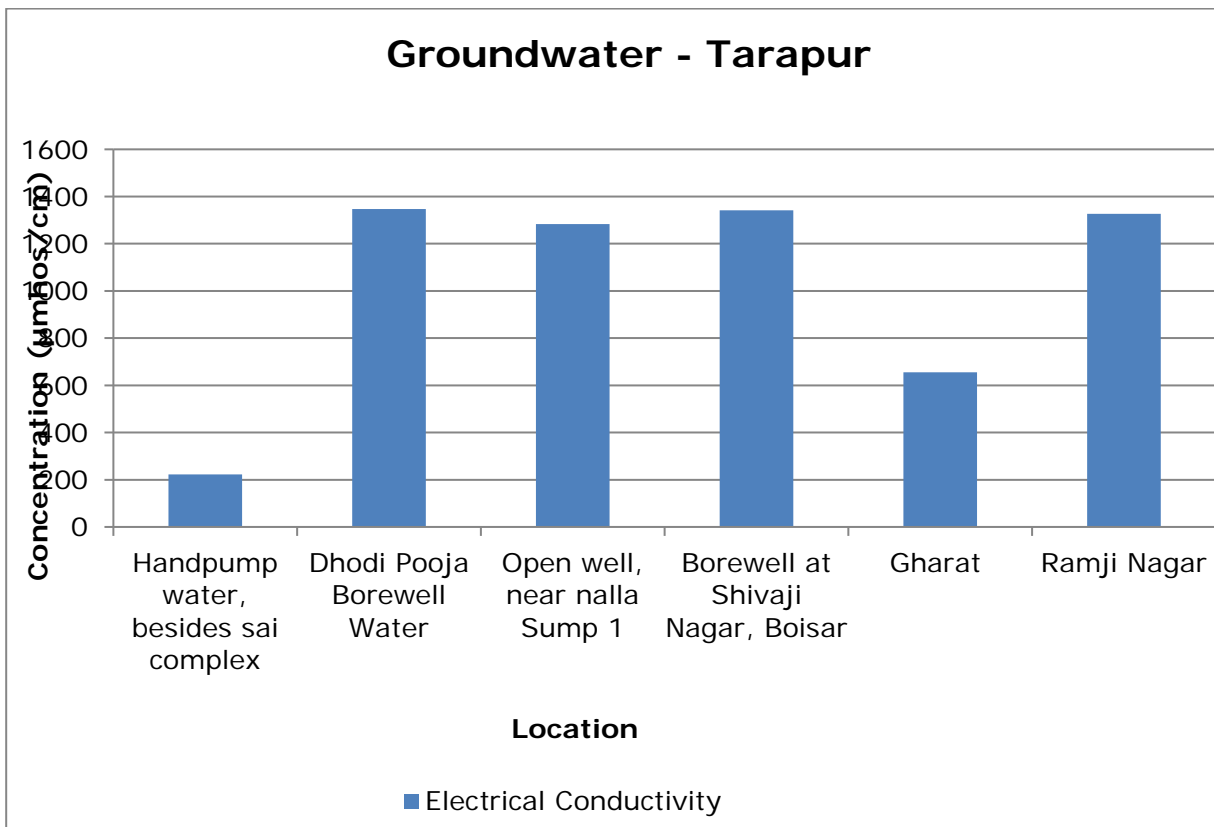 Groundwater - Tarapur
Concentration (µmhos/cm)
1600
1400
1200
1000
800
600
400
200
0
Handpump
water,
besides sai
complex
Dhodi Pooja
Borewell
Water
Open well,
near nalla
Sump 1
Borewell at
Shivaji
Nagar, Boisar
Gharat
Ramji Nagar
Location
Electrical Conductivity